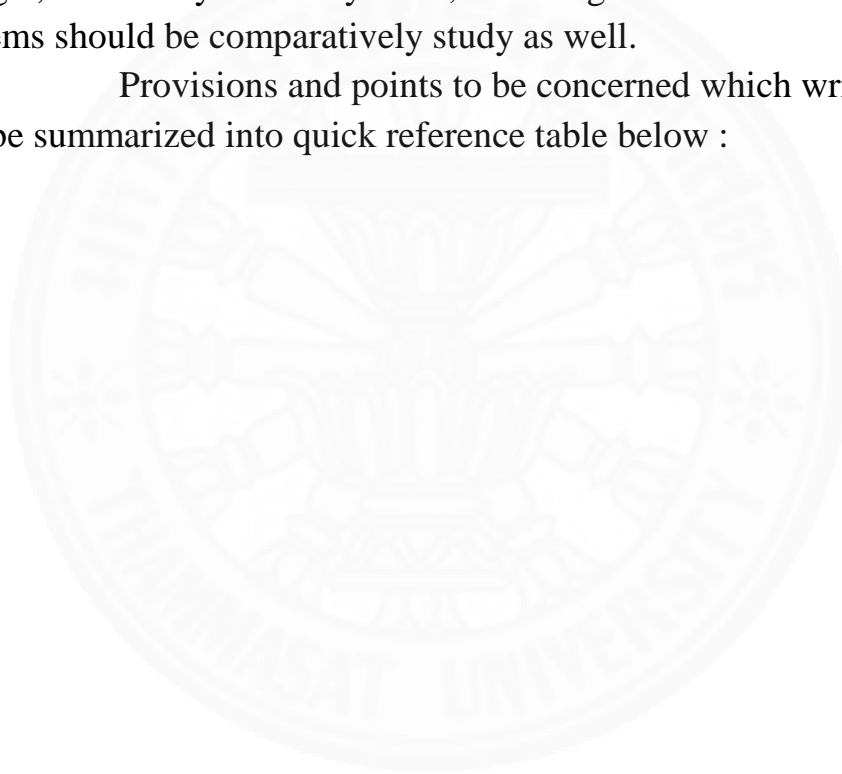 ems should be comparatively study as well.
Provisions and points to be concerned which wr
be summarized into quick reference table below :
THAMMASAT UNIVERSITY